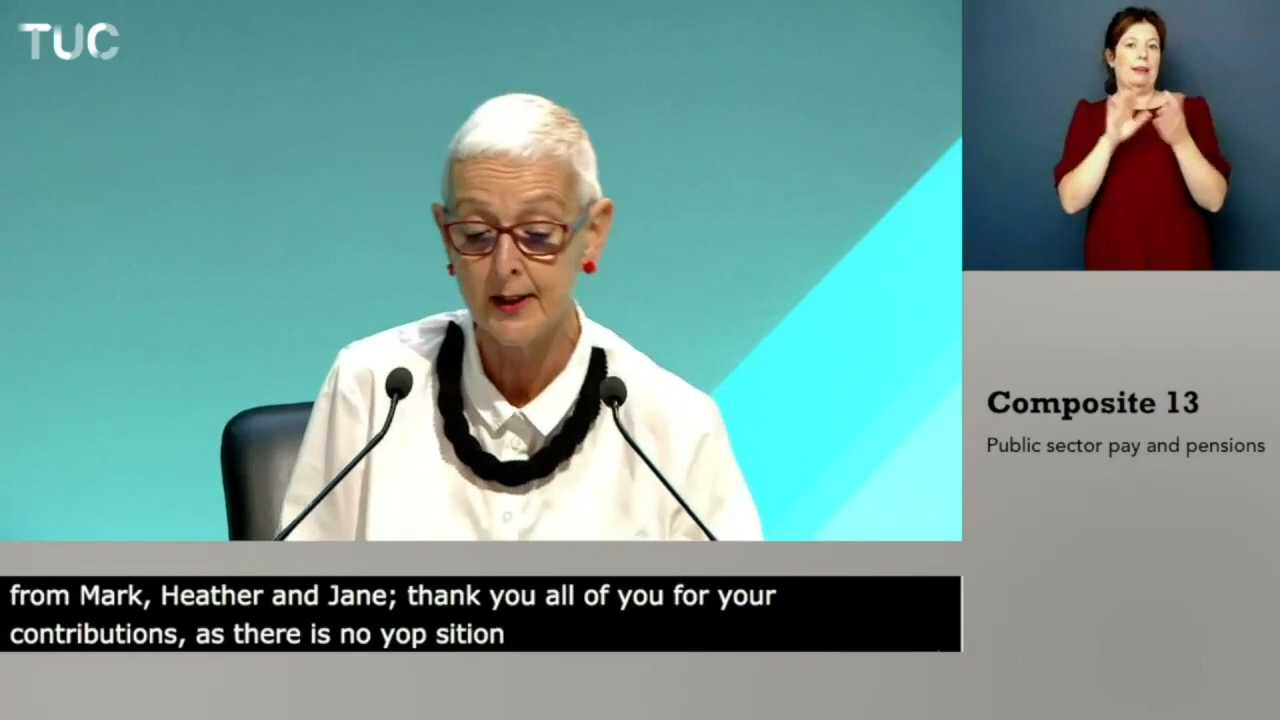 TUC
Composite 13
Public sector pay and pensions
from Mark, Heather and Jane; thank you all of you for your
contributions, as there is no yop sition